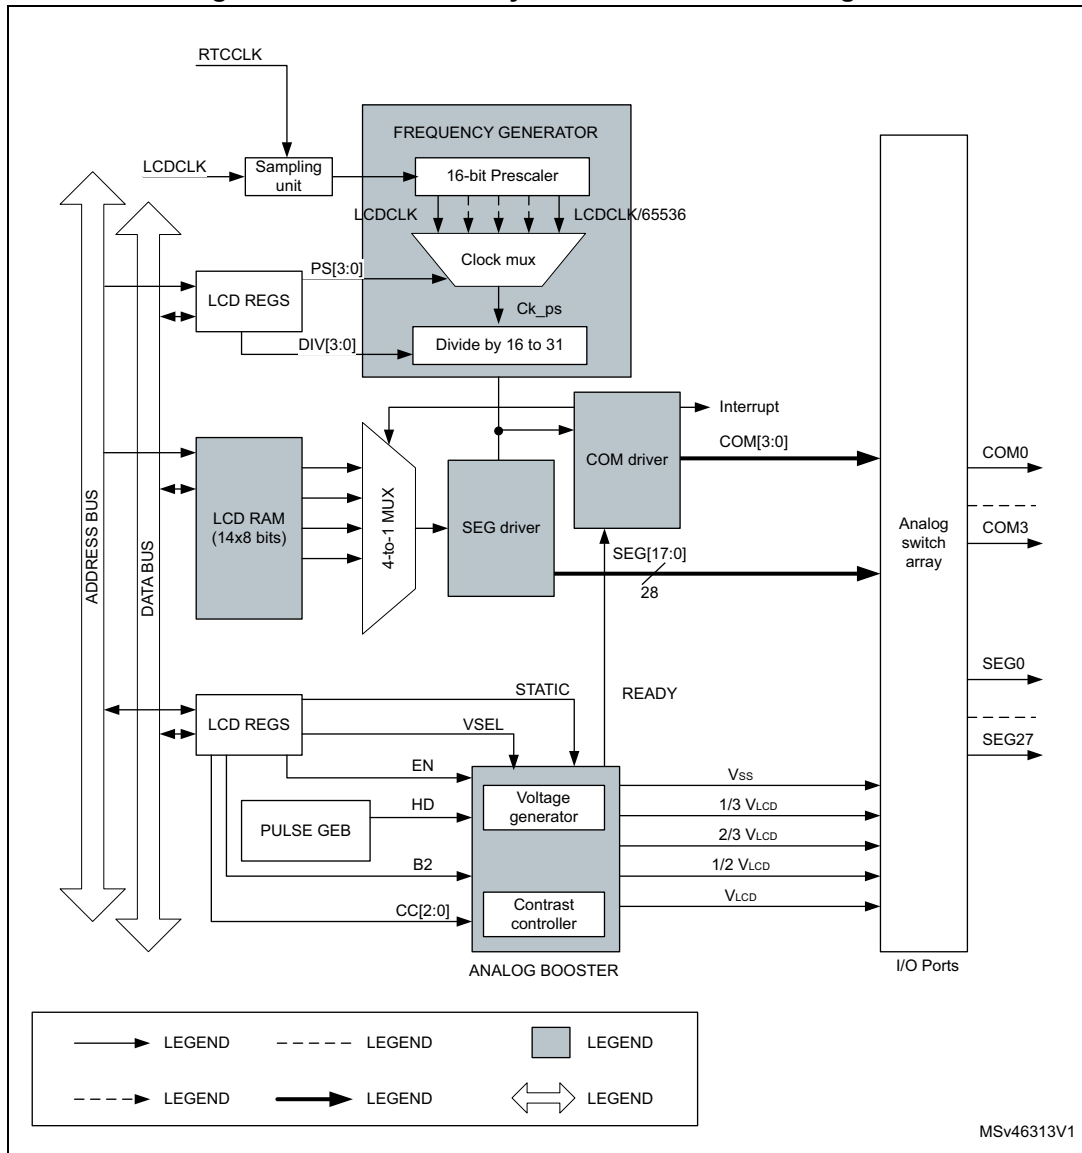 RTCCLK
FREQUENCY GENERATOR
LCDCLK
Sampling
unit
16-bit Prescaler
LCDCLK
LCDCLK/65536
Clock mux
PS[3:0]
LCD REGS
Ck_ps
DIV[3:0]
Divide by 16 to 31
Interrupt
COM[3:0]
COM driver
COM0
ADDRESS BUS
DATA BUS
LCD RAM
(14x8 bits)
4-to-1 MUX
SEG driver
Analog
switch
array
COM3
SEG[17:0]
28
SEG0
STATIC
READY
LCD REGS
VSEL
SEG27
EN
VSS
Voltage
generator
HD
1/3 VLCD
PULSE GEB
2/3 VLCD
B2
1/2 VLCD
VLCD
CC[2:0]
Contrast
controller
ANALOG BOOSTER
I/O Ports
LEGEND
LEGEND
LEGEND
LEGEND
LEGEND
LEGEND
MSv46313V1